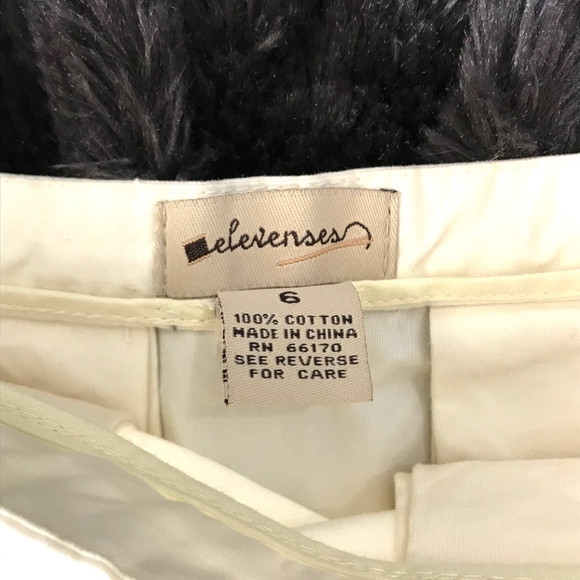 elevenses
6
100% COTTON
MADE IN CHINA
RN 66170
SEE REVERSE
FOR CARE